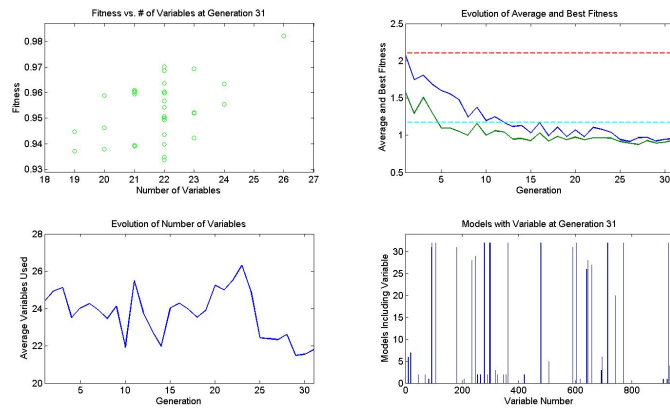 Fitness vs. # of Variables at Generation 31
0.98
0.97
0.96
0.95
0.94
0.93
Fitness
18 19 20 21 22 23 24 25 26 27
Number of Variables
Evolution of Average and Best Fitness
2.5
2
1.5
1
0.5
Average and Best Fitness
5 10 15 20 25 30
Generation
Evolution of Number of Variables
28
26
24
22
20
Average Variables Used
5 10 15 20 25 30
Generation
Models with Variable at Generation 31
30
25
20
15
10
5
0
Models Including Variable
0 200 400 600 800
Variable Number